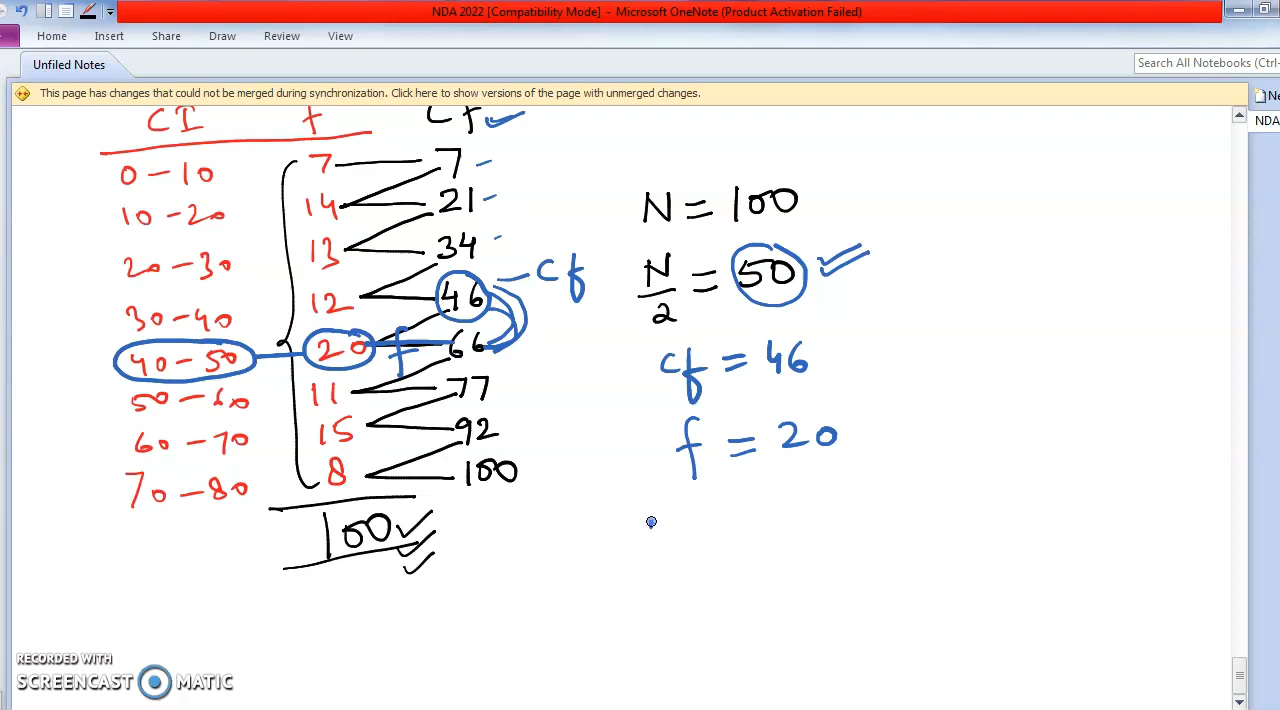 NDA 2022 [Compatibility Mode] - Microsoft OneNote (Product Activation Failed)
Home Insert Share Draw Review View
Unfiled Notes
Search All Notebooks (Ctrl+
This page has changes that could not be merged during synchronization. Click here to show versions of the page with unmerged changes.
Ne
NDA
CI f Cf
0-10 7 7
10-20 14 21
20-30 13 34
30-40 12 46 cf
40-50 20 f 66
50-60 11 77
60-70 15 92
70-80 8 100
100
N = 100
N/2 = 50
cf = 46
f = 20
RECORDED WITH
SCREENCAST MATIC